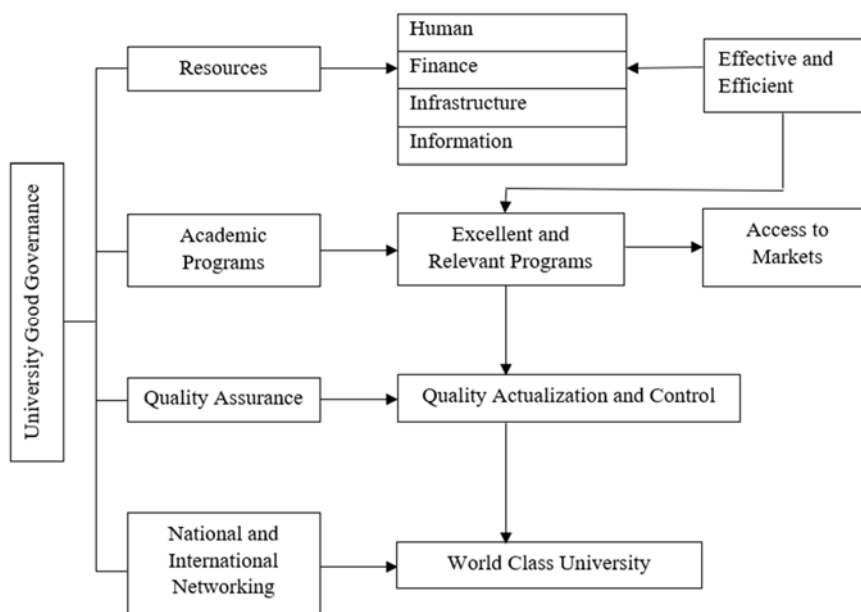 University Good Governance
Resources
Human
Finance
Infrastructure
Information
Effective and
Efficient
Academic
Programs
Excellent and
Relevant Programs
Access to
Markets
Quality Assurance
Quality Actualization and Control
National and
International
Networking
World Class University